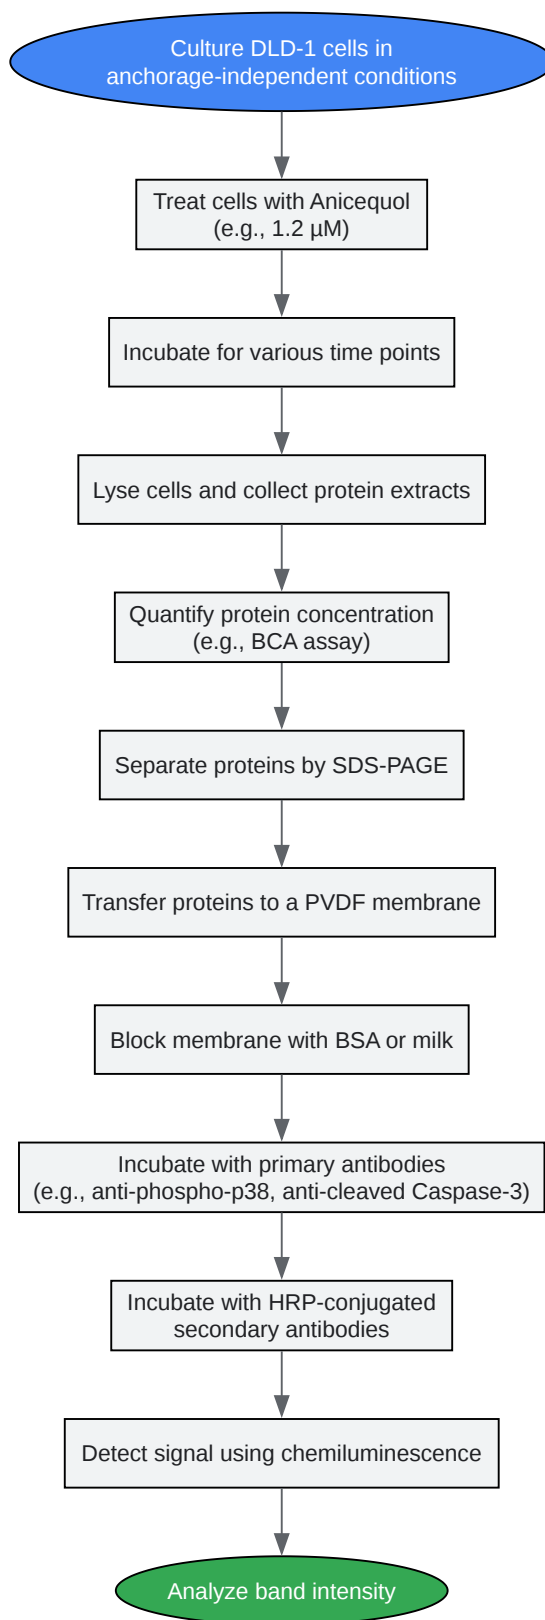 Culture DLD-1 cells in
anchorage-independent conditions
Treat cells with Anicequol
(e.g., 1.2 µM)
Incubate for various time points
Lyse cells and collect protein extracts
Quantify protein concentration
(e.g., BCA assay)
Separate proteins by SDS-PAGE
Transfer proteins to a PVDF membrane
Block membrane with BSA or milk
Incubate with primary antibodies
(e.g., anti-phospho-p38, anti-cleaved Caspase-3)
Incubate with HRP-conjugated
secondary antibodies
Detect signal using chemiluminescence
Analyze band intensity